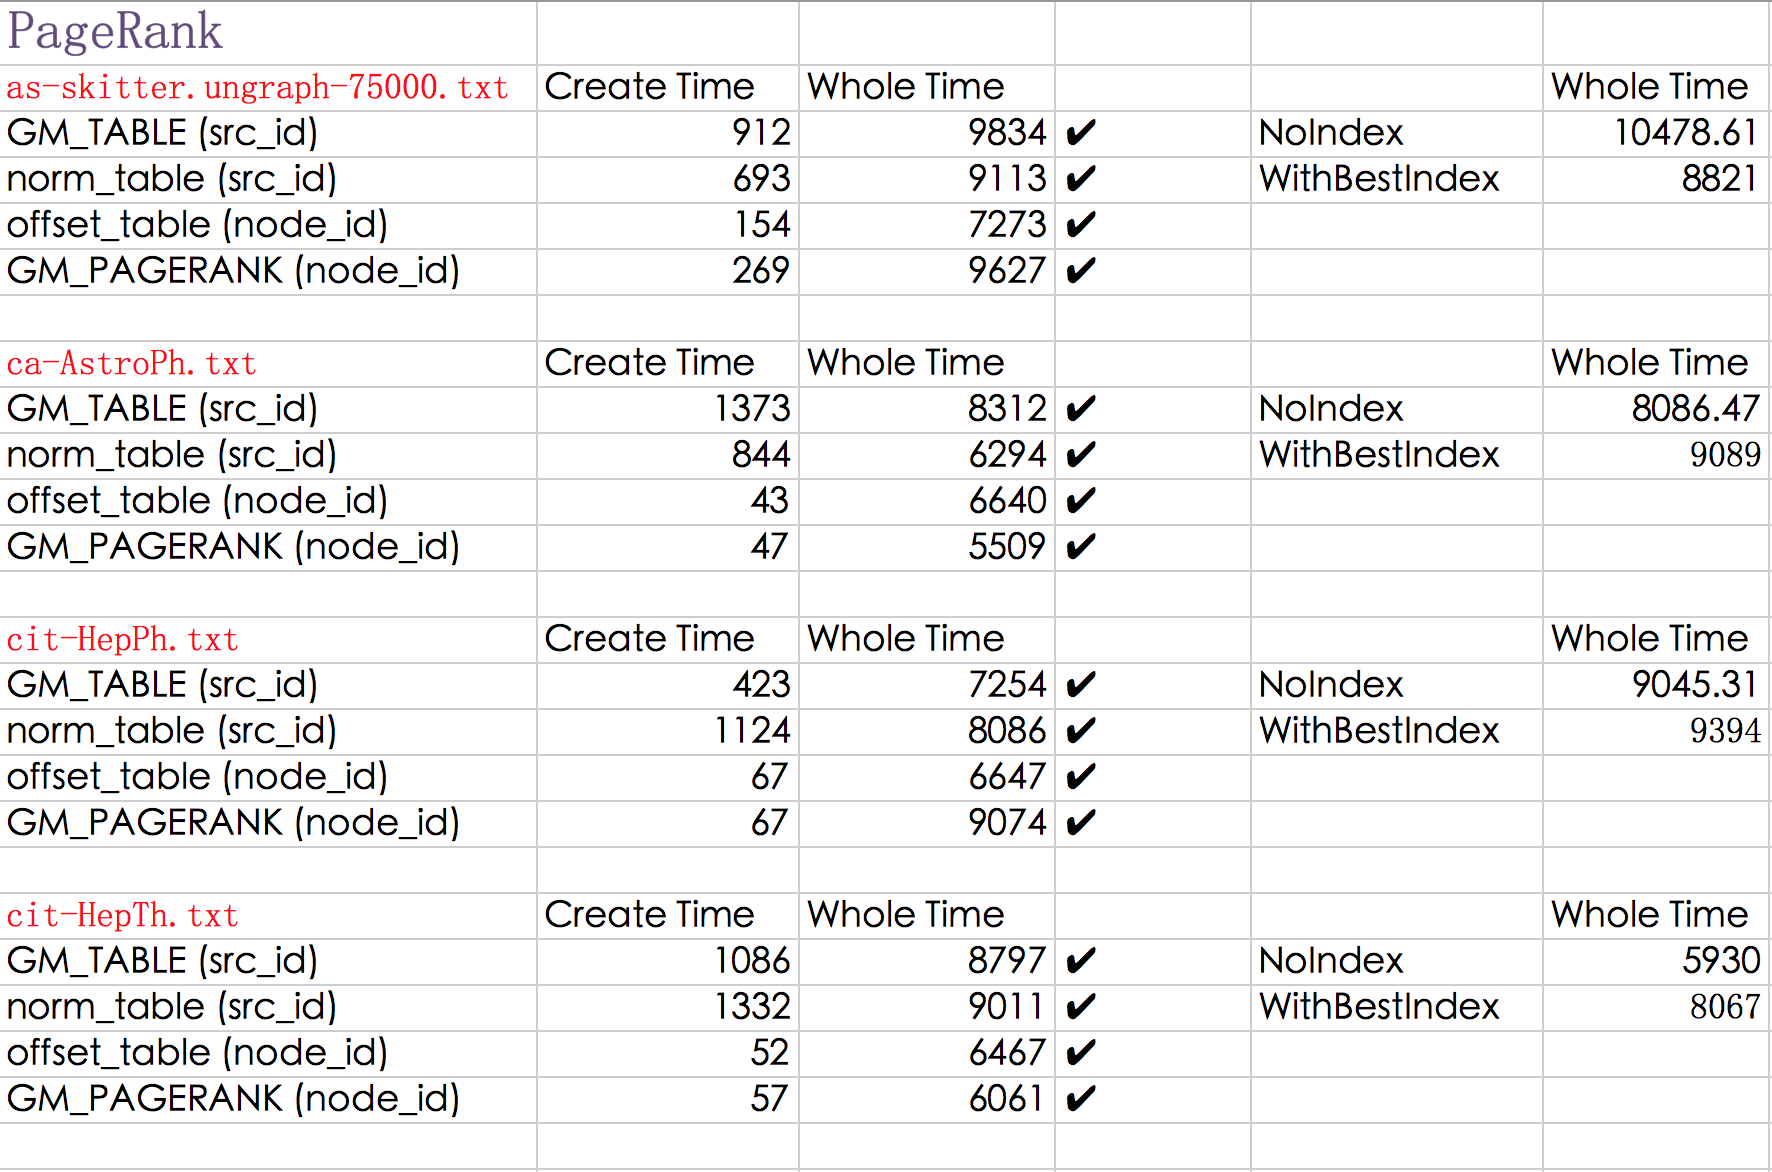 PageRank
as-skitter.ungraph-75000.txt Create Time Whole Time Whole Time
GM_TABLE (src_id) 912 9834 ✔ NoIndex 10478.61
norm_table (src_id) 693 9113 ✔ WithBestIndex 8821
offset_table (node_id) 154 7273 ✔
GM_PAGERANK (node_id) 269 9627 ✔
ca-AstroPh.txt Create Time Whole Time Whole Time
GM_TABLE (src_id) 1373 8312 ✔ NoIndex 8086.47
norm_table (src_id) 844 6294 ✔ WithBestIndex 9089
offset_table (node_id) 43 6640 ✔
GM_PAGERANK (node_id) 47 5509 ✔
cit-HepPh.txt Create Time Whole Time Whole Time
GM_TABLE (src_id) 423 7254 ✔ NoIndex 9045.31
norm_table (src_id) 1124 8086 ✔ WithBestIndex 9394
offset_table (node_id) 67 6647 ✔
GM_PAGERANK (node_id) 67 9074 ✔
cit-HepTh.txt Create Time Whole Time Whole Time
GM_TABLE (src_id) 1086 8797 ✔ NoIndex 5930
norm_table (src_id) 1332 9011 ✔ WithBestIndex 8067
offset_table (node_id) 52 6467 ✔
GM_PAGERANK (node_id) 57 6061 ✔